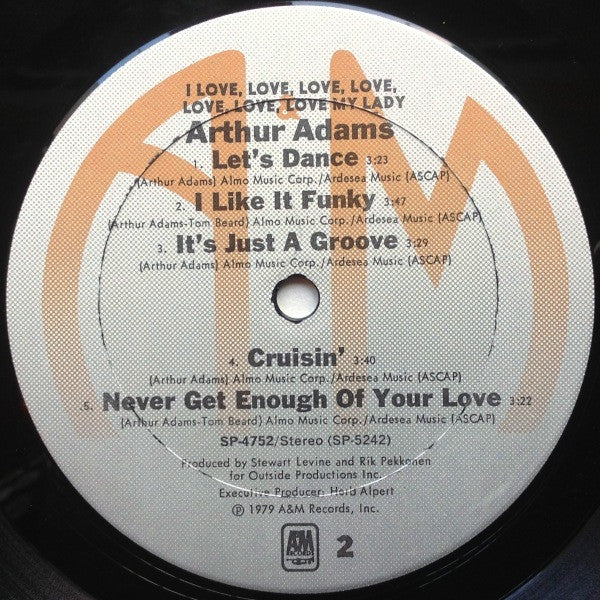 I LOVE, LOVE, LOVE, LOVE,
LOVE, LOVE, LOVE MY LADY
&
Arthur Adams
1. Let's Dance 3:23
(Arthur Adams) Almo Music Corp./Ardesea Music (ASCAP)
2. I Like It Funky 3:47
(Arthur Adams-Tom Beard) Almo Music Corp./Ardesea Music (ASCAP)
3. It's Just A Groove 3:29
(Arthur Adams) Almo Music Corp./Ardesea Music (ASCAP)
4. Cruisin' 3:40
(Arthur Adams) Almo Music Corp./Ardesea Music (ASCAP)
5. Never Get Enough Of Your Love 3:22
(Arthur Adams-Tom Beard) Almo Music Corp./Ardesea Music (ASCAP)
SP-4752/Stereo (SP-5242)
Produced by Stewart Levine and Rik Pekkonen
for Outside Productions Inc.
Executive Producer: Herb Alpert
℗ 1979 A&M Records, Inc.
A&M
RECORDS
2